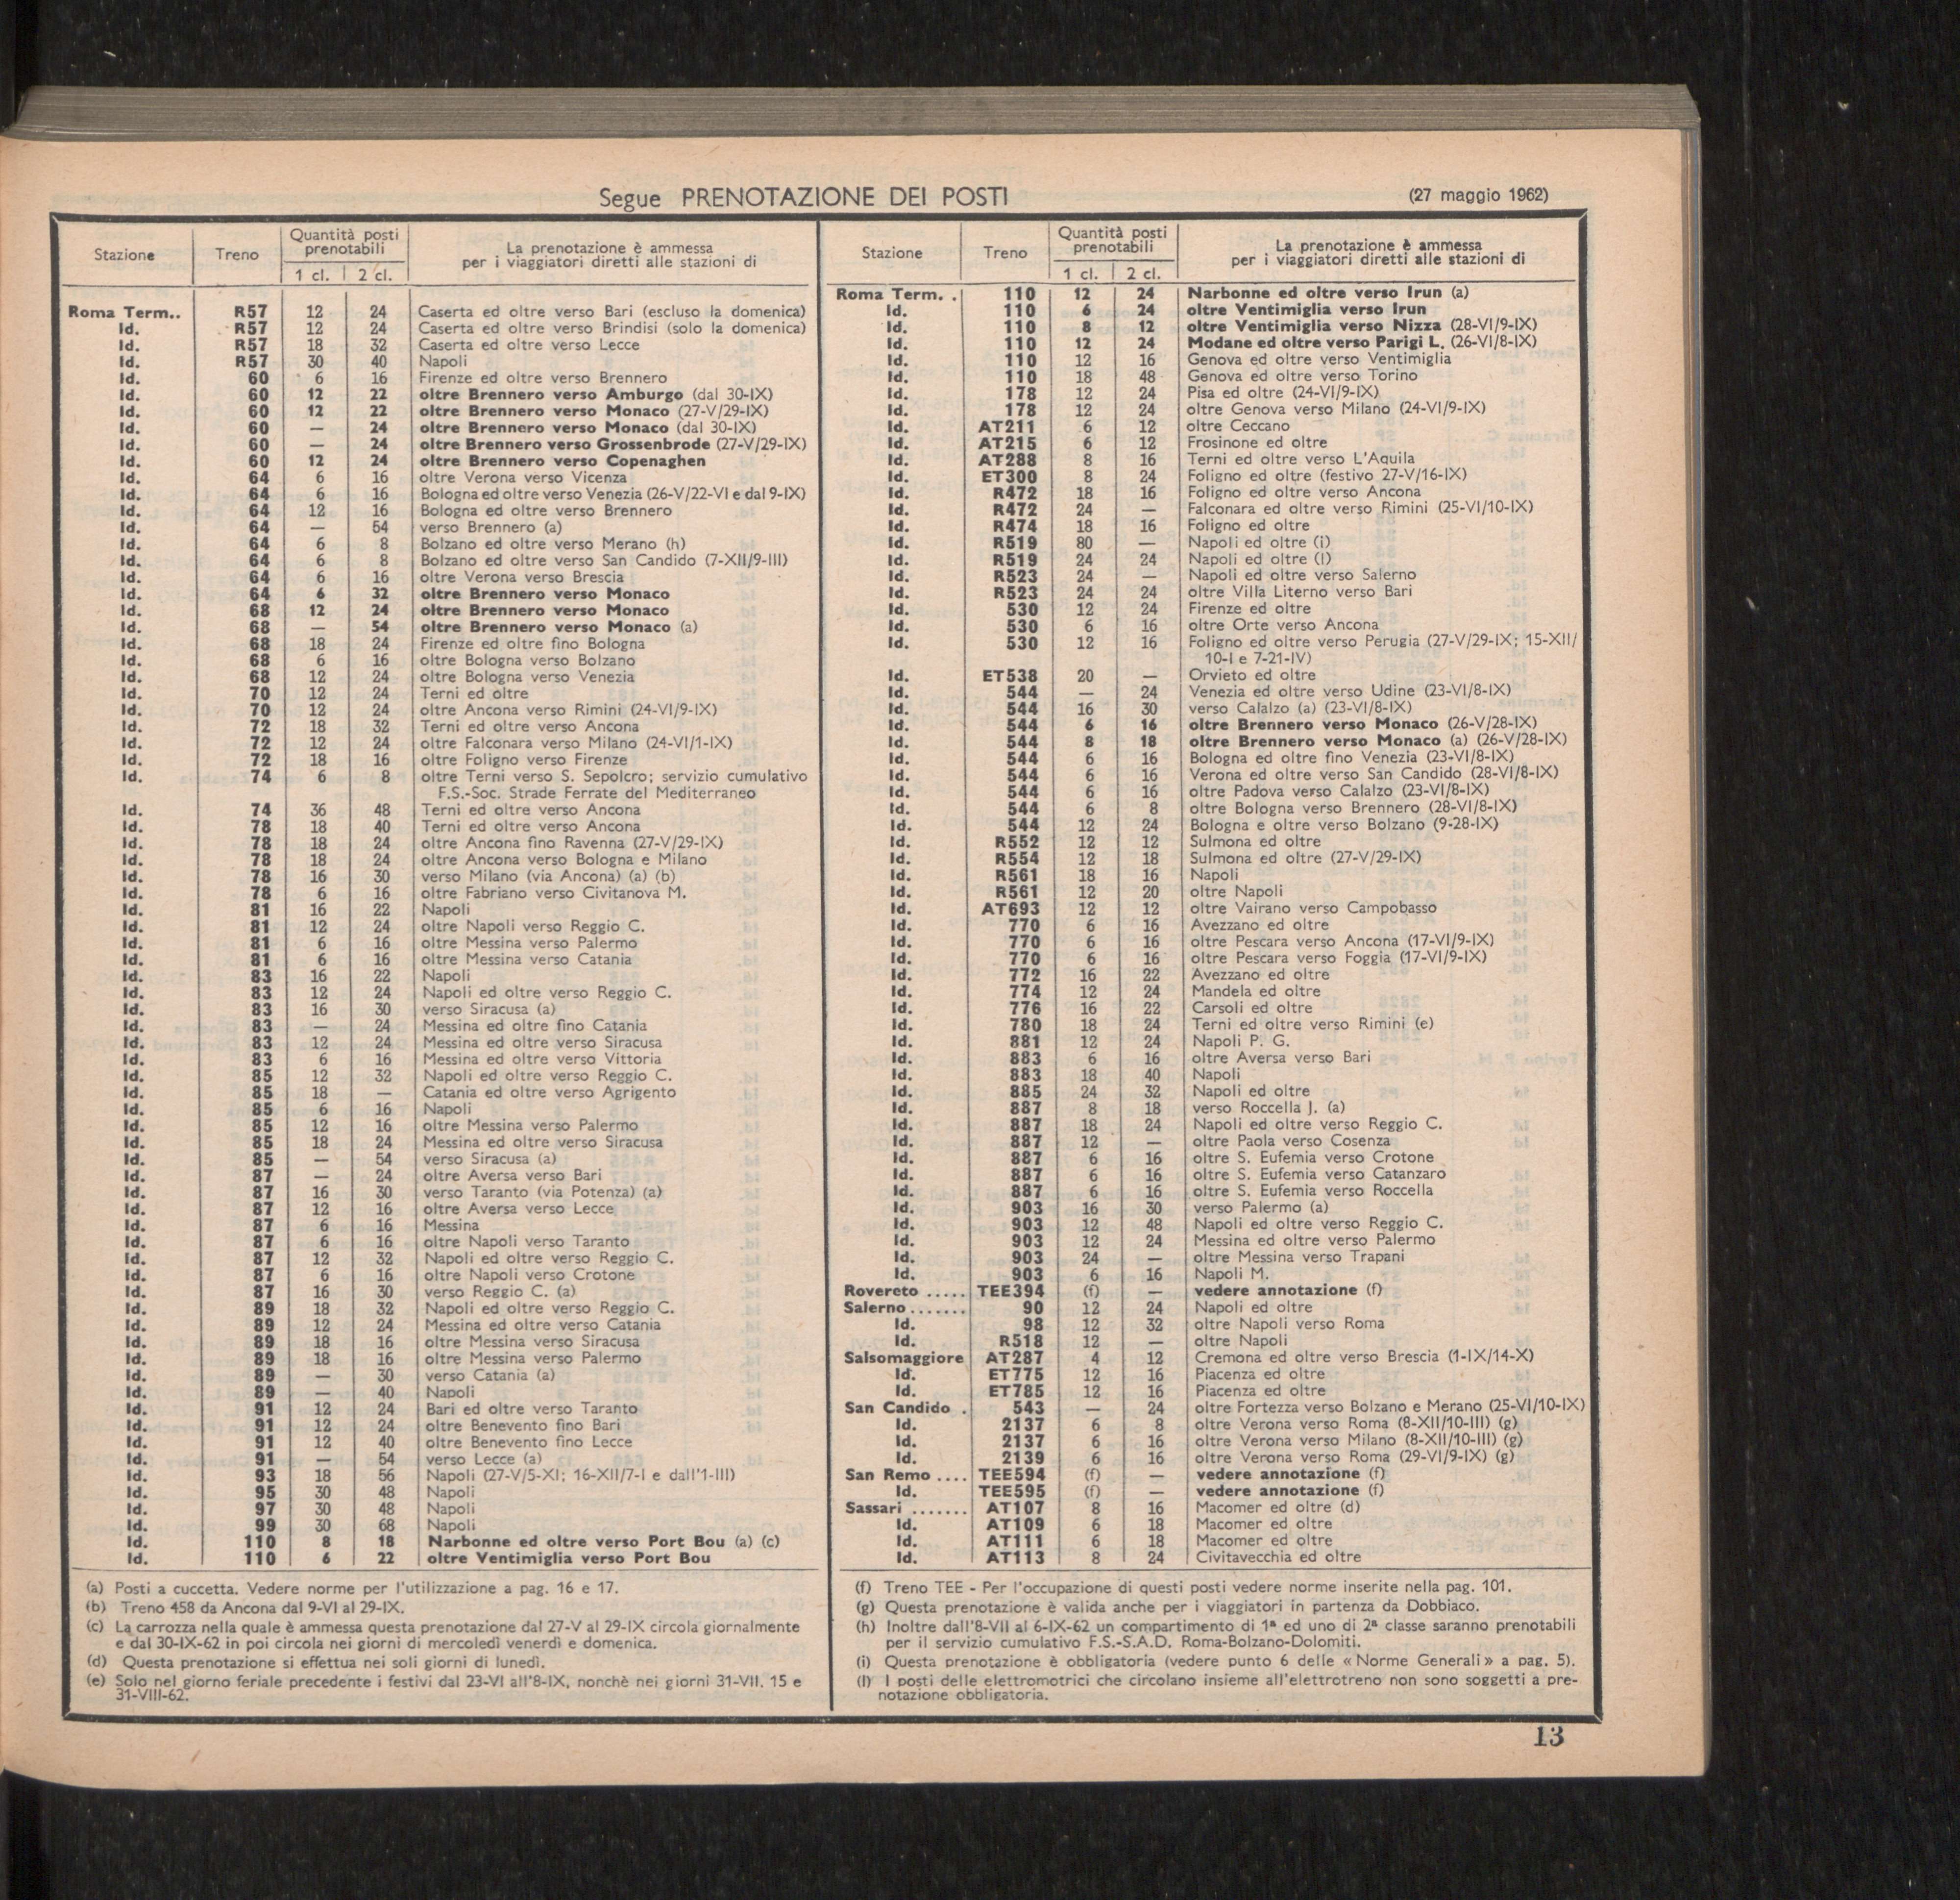 Segue PRENOTAZIONE DEI POSTI
(27 maggio 1962)
Stazione Treno Quantità posti prenotabili La prenotazione è ammessa
per i viaggiatori diretti alle stazioni di
1 cl. 2 cl.
Roma Term.. R57 12 24 Caserta ed oltre verso Bari (escluso la domenica)
Id. R57 12 24 Caserta ed oltre verso Brindisi (solo la domenica)
Id. R57 18 32 Caserta ed oltre verso Lecce
Id. R57 30 40 Napoli
Id. 60 6 16 Firenze ed oltre verso Brennero
Id. 60 12 22 oltre Brennero verso Amburgo (dal 30-IX)
Id. 60 12 22 oltre Brennero verso Monaco (27-V/29-IX)
Id. 60 — 24 oltre Brennero verso Monaco (dal 30-IX)
Id. 60 — 24 oltre Brennero verso Grossenbrode (27-V/29-IX)
Id. 60 12 24 oltre Brennero verso Copenaghen
Id. 64 6 16 oltre Verona verso Vicenza
Id. 64 6 16 Bologna ed oltre verso Venezia (26-V/22-VI e dal 9-IX)
Id. 64 12 16 Bologna ed oltre verso Brennero
Id. 64 — 54 verso Brennero (a)
Id. 64 6 8 Bolzano ed oltre verso Merano (h)
Id. 64 6 8 Bolzano ed oltre verso San Candido (7-XII/9-III)
Id. 64 6 16 oltre Verona verso Brescia
Id. 64 6 32 oltre Brennero verso Monaco
Id. 68 12 24 oltre Brennero verso Monaco
Id. 68 — 54 oltre Brennero verso Monaco (a)
Id. 68 18 24 Firenze ed oltre fino Bologna
Id. 68 6 16 oltre Bologna verso Bolzano
Id. 68 12 24 oltre Bologna verso Venezia
Id. 70 12 24 Terni ed oltre
Id. 70 12 24 oltre Ancona verso Rimini (24-VI/9-IX)
Id. 72 18 32 Terni ed oltre verso Ancona
Id. 72 12 24 oltre Falconara verso Milano (24-VI/1-IX)
Id. 72 18 16 oltre Foligno verso Firenze
Id. 74 6 8 oltre Terni verso S. Sepolcro; servizio cumulativo
F.S.-Soc. Strade Ferrate del Mediterraneo
Id. 74 36 48 Terni ed oltre verso Ancona
Id. 78 18 40 Terni ed oltre verso Ancona
Id. 78 18 24 oltre Ancona fino Ravenna (27-V/29-IX)
Id. 78 18 24 oltre Ancona verso Bologna e Milano
Id. 78 16 30 verso Milano (via Ancona) (a) (b)
Id. 78 6 16 oltre Fabriano verso Civitanova M.
Id. 81 16 22 Napoli
Id. 81 12 24 oltre Napoli verso Reggio C.
Id. 81 6 16 oltre Messina verso Palermo
Id. 81 6 16 oltre Messina verso Catania
Id. 83 16 22 Napoli
Id. 83 12 24 Napoli ed oltre verso Reggio C.
Id. 83 16 30 verso Siracusa (a)
Id. 83 — 24 Messina ed oltre fino Catania
Id. 83 12 24 Messina ed oltre verso Siracusa
Id. 83 6 16 Messina ed oltre verso Vittoria
Id. 85 12 32 Napoli ed oltre verso Reggio C.
Id. 85 18 — Catania ed oltre verso Agrigento
Id. 85 6 16 Napoli
Id. 85 12 16 oltre Messina verso Palermo
Id. 85 18 24 Messina ed oltre verso Siracusa
Id. 85 — 54 verso Siracusa (a)
Id. 87 — 24 oltre Aversa verso Bari
Id. 87 16 30 verso Taranto (via Potenza) (a)
Id. 87 12 16 oltre Aversa verso Lecce
Id. 87 6 16 Messina
Id. 87 6 16 oltre Napoli verso Taranto
Id. 87 12 32 Napoli ed oltre verso Reggio C.
Id. 87 6 16 oltre Napoli verso Crotone
Id. 87 16 30 verso Reggio C. (a)
Id. 89 18 32 Napoli ed oltre verso Reggio C.
Id. 89 12 24 Messina ed oltre verso Catania
Id. 89 18 16 oltre Messina verso Siracusa
Id. 89 18 16 oltre Messina verso Palermo
Id. 89 — 30 verso Catania (a)
Id. 89 — 40 Napoli
Id. 91 12 24 Bari ed oltre verso Taranto
Id. 91 12 24 oltre Benevento fino Bari
Id. 91 12 40 oltre Benevento fino Lecce
Id. 91 — 54 verso Lecce (a)
Id. 93 18 56 Napoli (27-V/5-XI; 16-XII/7-I e dall'1-III)
Id. 95 30 48 Napoli
Id. 97 30 48 Napoli
Id. 99 30 68 Napoli
Id. 110 8 18 Narbonne ed oltre verso Port Bou (a) (c)
Id. 110 6 22 oltre Ventimiglia verso Port Bou
(a) Posti a cuccetta. Vedere norme per l'utilizzazione a pag. 16 e 17.
(b) Treno 458 da Ancona dal 9-VI al 29-IX.
(c) La carrozza nella quale è ammessa questa prenotazione dal 27-V al 29-IX circola giornalmente
e dal 30-IX-62 in poi circola nei giorni di mercoledì venerdì e domenica.
(d) Questa prenotazione si effettua nei soli giorni di lunedì.
(e) Solo nel giorno feriale precedente i festivi dal 23-VI all'8-IX, nonchè nei giorni 31-VII. 15 e
31-VIII-62.
Stazione Treno Quantità posti prenotabili La prenotazione è ammessa
per i viaggiatori diretti alle stazioni di
1 cl. 2 cl.
Roma Term. . 110 12 24 Narbonne ed oltre verso Irun (a)
Id. 110 6 24 oltre Ventimiglia verso Irun
Id. 110 8 12 oltre Ventimiglia verso Nizza (28-VI/9-IX)
Id. 110 12 24 Modane ed oltre verso Parigi L. (26-VI/8-IX)
Id. 110 12 16 Genova ed oltre verso Ventimiglia
Id. 110 18 48 Genova ed oltre verso Torino
Id. 178 12 24 Pisa ed oltre (24-VI/9-IX)
Id. 178 12 24 oltre Genova verso Milano (24-VI/9-IX)
Id. AT211 6 12 oltre Ceccano
Id. AT215 6 12 Frosinone ed oltre
Id. AT288 8 16 Terni ed oltre verso L'Aquila
Id. ET300 8 24 Foligno ed oltre (festivo 27-V/16-IX)
Id. R472 18 16 Foligno ed oltre verso Ancona
Id. R472 24 — Falconara ed oltre verso Rimini (25-VI/10-IX)
Id. R474 18 16 Foligno ed oltre
Id. R519 80 — Napoli ed oltre (i)
Id. R519 24 24 Napoli ed oltre (l)
Id. R523 24 — Napoli ed oltre verso Salerno
Id. R523 24 24 oltre Villa Literno verso Bari
Id. 530 12 24 Firenze ed oltre
Id. 530 6 16 oltre Orte verso Ancona
Id. 530 12 16 Foligno ed oltre verso Perugia (27-V/29-IX; 15-XII/
10-I e 7-21-IV)
Id. ET538 20 — Orvieto ed oltre
Id. 544 — 24 Venezia ed oltre verso Udine (23-VI/8-IX)
Id. 544 16 30 verso Calalzo (a) (23-VI/8-IX)
Id. 544 6 16 oltre Brennero verso Monaco (26-V/28-IX)
Id. 544 8 18 oltre Brennero verso Monaco (a) (26-V/28-IX)
Id. 544 6 16 Bologna ed oltre fino Venezia (23-VI/8-IX)
Id. 544 6 16 Verona ed oltre verso San Candido (28-VI/8-IX)
Id. 544 6 16 oltre Padova verso Calalzo (23-VI/8-IX)
Id. 544 6 8 oltre Bologna verso Brennero (28-VI/8-IX)
Id. 544 12 24 Bologna e oltre verso Bolzano (9-28-IX)
Id. R552 12 12 Sulmona ed oltre
Id. R554 12 18 Sulmona ed oltre (27-V/29-IX)
Id. R561 18 16 Napoli
Id. R561 12 20 oltre Napoli
Id. AT693 12 12 oltre Vairano verso Campobasso
Id. 770 6 16 Avezzano ed oltre
Id. 770 6 16 oltre Pescara verso Ancona (17-VI/9-IX)
Id. 770 6 16 oltre Pescara verso Foggia (17-VI/9-IX)
Id. 772 16 22 Avezzano ed oltre
Id. 774 12 24 Mandela ed oltre
Id. 776 16 22 Carsoli ed oltre
Id. 780 18 24 Terni ed oltre verso Rimini (e)
Id. 881 12 24 Napoli P. G.
Id. 883 6 16 oltre Aversa verso Bari
Id. 883 18 40 Napoli
Id. 885 24 32 Napoli ed oltre
Id. 887 8 18 verso Roccella J. (a)
Id. 887 18 24 Napoli ed oltre verso Reggio C.
Id. 887 12 — oltre Paola verso Cosenza
Id. 887 6 16 oltre S. Eufemia verso Crotone
Id. 887 6 16 oltre S. Eufemia verso Catanzaro
Id. 887 6 16 oltre S. Eufemia verso Roccella
Id. 903 16 30 verso Palermo (a)
Id. 903 12 48 Napoli ed oltre verso Reggio C.
Id. 903 12 24 Messina ed oltre verso Palermo
Id. 903 24 — oltre Messina verso Trapani
Id. 903 6 16 Napoli M.
Rovereto ..... TEE394 (f) — vedere annotazione (f)
Salerno ....... 90 12 24 Napoli ed oltre
Id. 98 12 32 oltre Napoli verso Roma
Id. R518 12 — oltre Napoli
Salsomaggiore AT287 4 12 Cremona ed oltre verso Brescia (1-IX/14-X)
Id. ET775 12 16 Piacenza ed oltre
Id. ET785 12 16 Piacenza ed oltre
San Candido . 543 — 24 oltre Fortezza verso Bolzano e Merano (25-VI/10-IX)
Id. 2137 6 8 oltre Verona verso Roma (8-XII/10-III) (g)
Id. 2137 6 16 oltre Verona verso Milano (8-XII/10-III) (g)
Id. 2139 6 16 oltre Verona verso Roma (29-VI/9-IX) (g)
San Remo .... TEE594 (f) — vedere annotazione (f)
Id. TEE595 (f) — vedere annotazione (f)
Sassari ....... AT107 8 16 Macomer ed oltre (d)
Id. AT109 6 18 Macomer ed oltre
Id. AT111 6 18 Macomer ed oltre
Id. AT113 8 24 Civitavecchia ed oltre
(f) Treno TEE - Per l'occupazione di questi posti vedere norme inserite nella pag. 101.
(g) Questa prenotazione è valida anche per i viaggiatori in partenza da Dobbiaco.
(h) Inoltre dall'8-VII al 6-IX-62 un compartimento di 1ª ed uno di 2ª classe saranno prenotabili
per il servizio cumulativo F.S.-S.A.D. Roma-Bolzano-Dolomiti.
(i) Questa prenotazione è obbligatoria (vedere punto 6 delle « Norme Generali » a pag. 5).
(l) I posti delle elettromotrici che circolano insieme all'elettrotreno non sono soggetti a pre-
notazione obbligatoria.
13